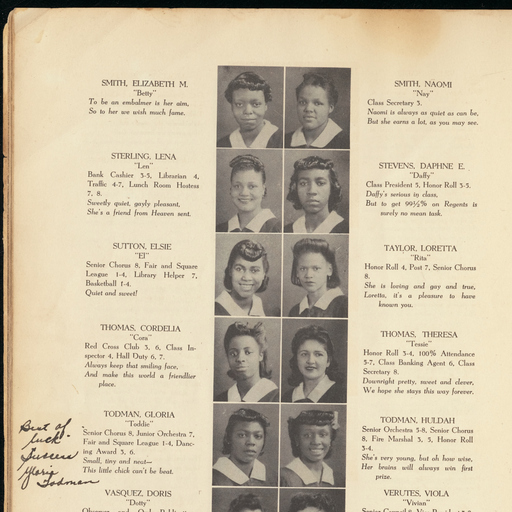 SMITH, ELIZABETH M.
"Betty"
To be an embalmer is her aim,
So to her we wish much fame.
STERLING, LENA
"Len"
Bank Cashier 3-5, Librarian 4,
Traffic 4-7, Lunch Room Hostess
7, 8.
Sweetly quiet, gayly pleasant,
She's a friend from Heaven sent.
SUTTON, ELSIE
"El"
Senior Chorus 8, Fair and Square
League 1-4, Library Helper 7,
Basketball 1-4.
Quiet and sweet!
THOMAS, CORDELIA
"Cora"
Red Cross Club 3, 6, Class In-
spector 4, Hall Duty 6, 7.
Always keep that smiling face,
And make this world a friendlier
place.
TODMAN, GLORIA
"Toddie"
Senior Chorus 8, Junior Orchestra 7,
Fair and Square League 1-4, Danc-
ing Award 3, 6.
Small, tiny and neat—
This little chick can't be beat.
VASQUEZ, DORIS
"Dotty"
Best of
luck
Success
Gloria
Todman
SMITH, NAOMI
"Nay"
Class Secretary 3.
Naomi is always as quiet as can be,
But she earns a lot, as you may see.
STEVENS, DAPHNE E.
"Daffy"
Class President 3, Honor Roll 3-5.
Daffy's serious in class,
But to get 99½% on Regents is
surely no mean task.
TAYLOR, LORETTA
"Rita"
Honor Roll 4, Post 7, Senior Chorus
8.
She is loving and gay and true,
Loretta, it's a pleasure to have
known you.
THOMAS, THERESA
"Tessie"
Honor Roll 3-4, 100% Attendance
3-7, Class Banking Agent 6, Class
Secretary 8.
Downright pretty, sweet and clever,
We hope she stays this way forever.
TODMAN, HULDAH
Senior Orchestra 3-8, Senior Chorus
8, Fire Marshal 3, 5, Honor Roll
3-4.
She's very young, but oh how wise,
Her brains will always win first
prize.
VERUTES, VIOLA
"Vivian"